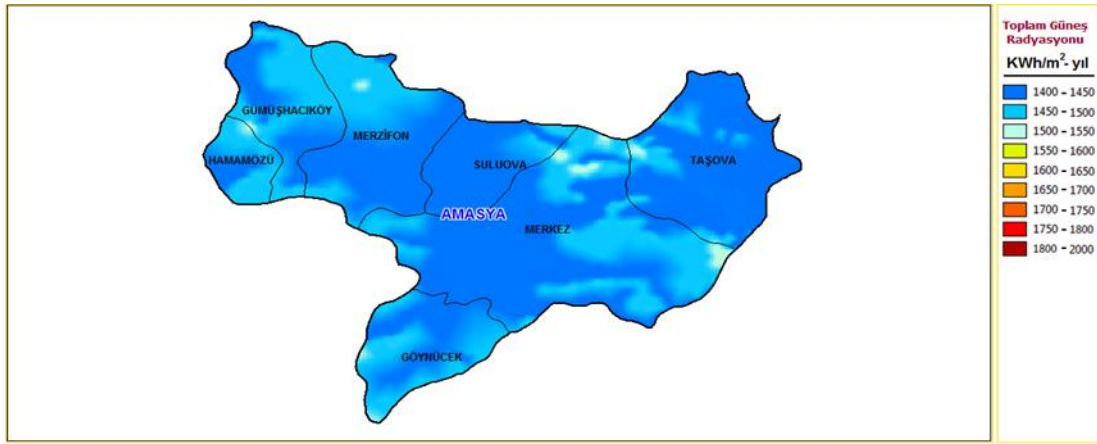 GÜMÜŞHACIKÖY
MERZİFON
HAMAMÖZÜ
SULUOVA
TAŞOVA
AMASYA
MERKEZ
GÖYNÜCEK
Toplam Güneş
Radyasyonu
KWh/m²- yıl
1400 - 1450
1450 - 1500
1500 - 1550
1550 - 1600
1600 - 1650
1650 - 1700
1700 - 1750
1750 - 1800
1800 - 2000